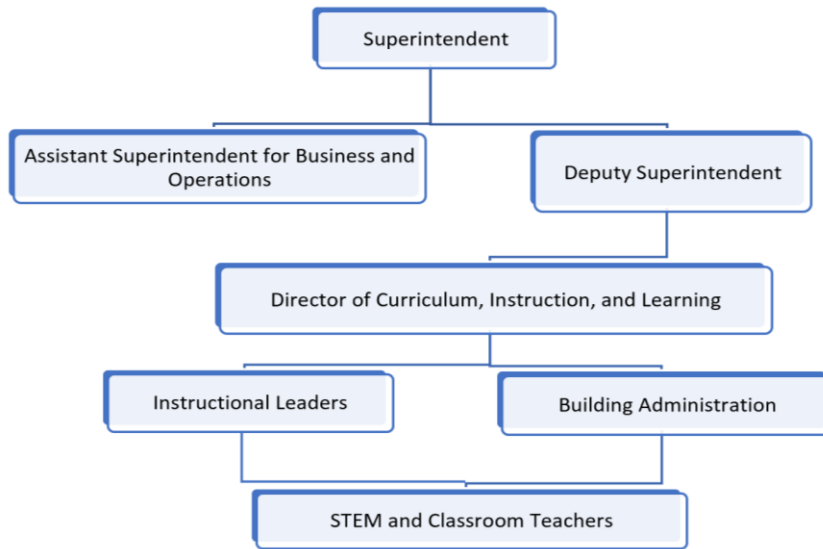 Superintendent
Assistant Superintendent for Business and
Operations
Deputy Superintendent
Director of Curriculum, Instruction, and Learning
Instructional Leaders
Building Administration
STEM and Classroom Teachers